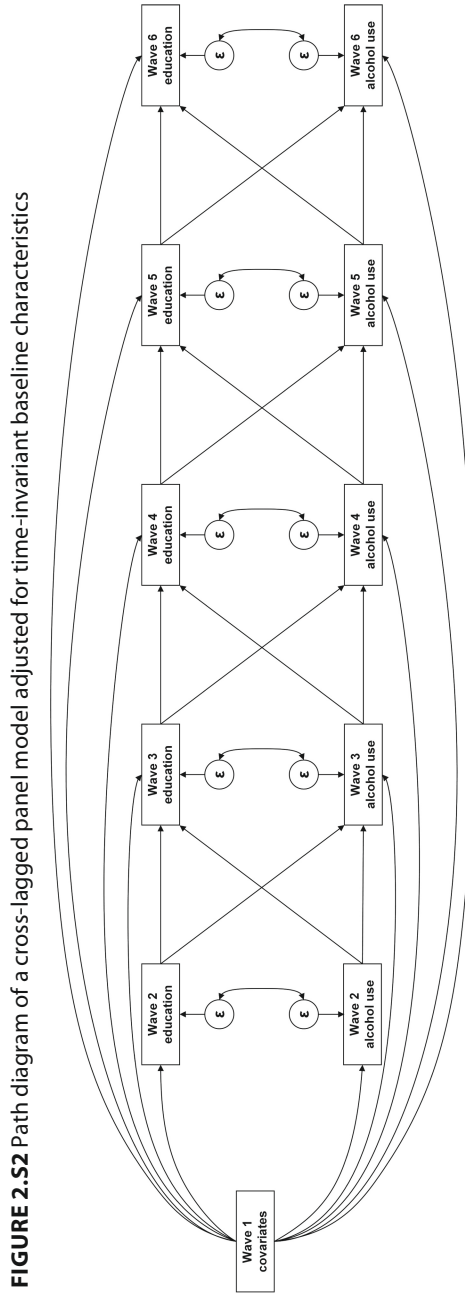 FIGURE 2.S2 Path diagram of a cross-lagged panel model adjusted for time-invariant baseline characteristics
Wave 1
covariates
Wave 2
education
ε
ε
Wave 2
alcohol use
Wave 3
education
ε
ε
Wave 3
alcohol use
Wave 4
education
ε
ε
Wave 4
alcohol use
Wave 5
education
ε
ε
Wave 5
alcohol use
Wave 6
education
ε
ε
Wave 6
alcohol use